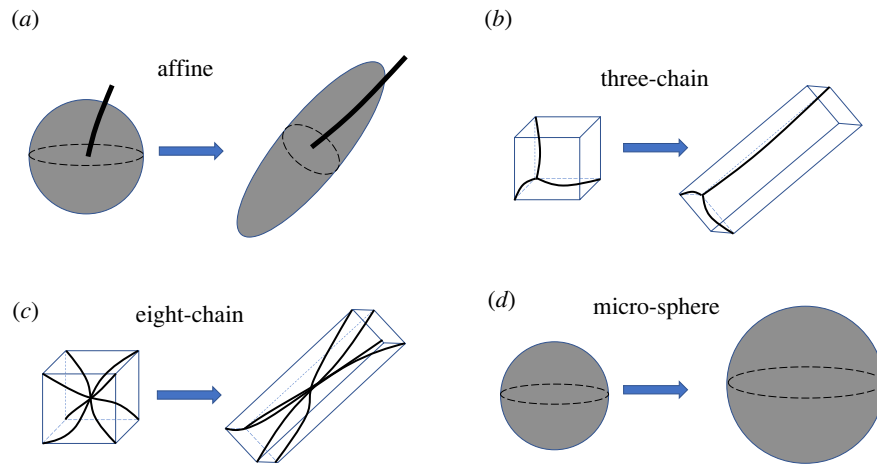 (a)
affine
(b)
three-chain
(c)
eight-chain
(d)
micro-sphere